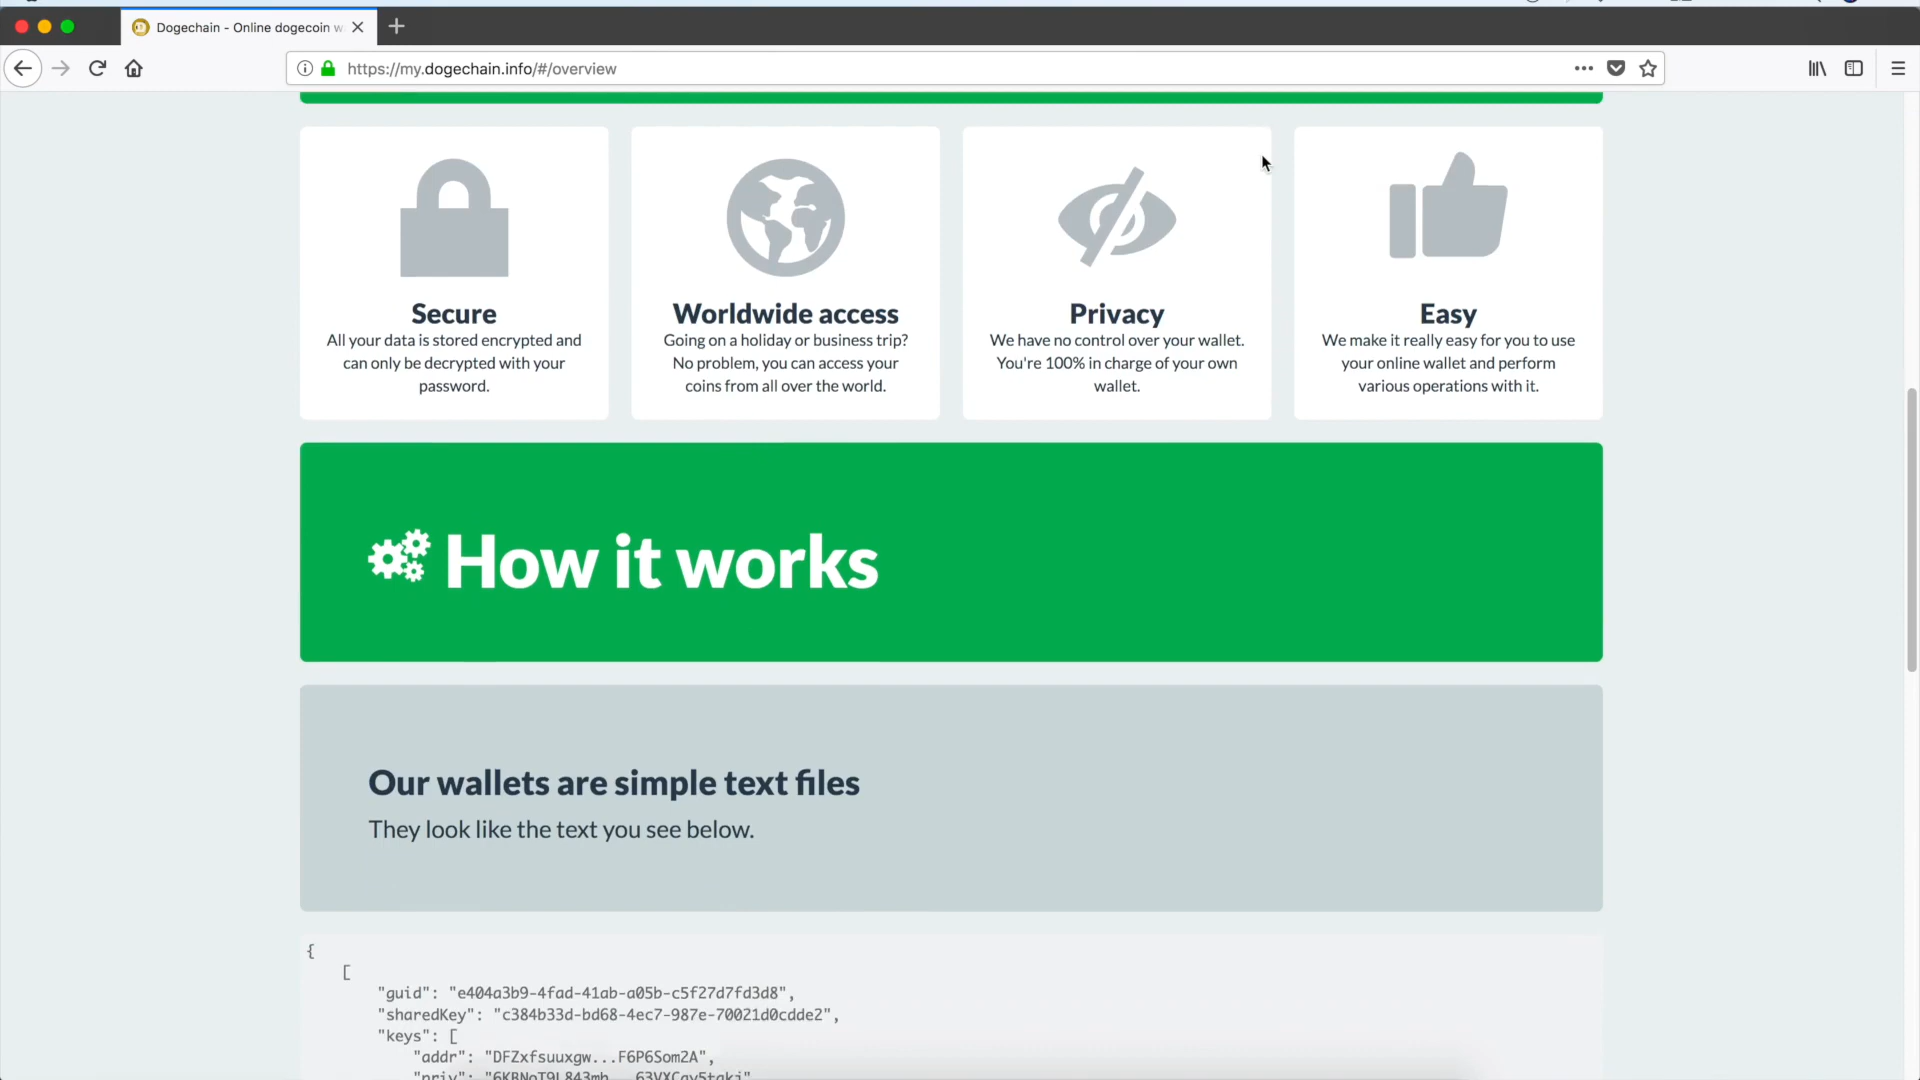 Dogechain - Online dogecoin w
https://my.dogechain.info/#/overview
Secure
All your data is stored encrypted and
can only be decrypted with your
password.
Worldwide access
Going on a holiday or business trip?
No problem, you can access your
coins from all over the world.
Privacy
We have no control over your wallet.
You're 100% in charge of your own
wallet.
Easy
We make it really easy for you to use
your online wallet and perform
various operations with it.
How it works
Our wallets are simple text files
They look like the text you see below.
{
[
"guid": "e404a3b9-4fad-41ab-a05b-c5f27d7fd3d8",
"sharedKey": "c384b33d-bd68-4ec7-987e-70021d0cdde2",
"keys": [
"addr": "DFZxfsuuxgw...F6P6Som2A",
"priv":